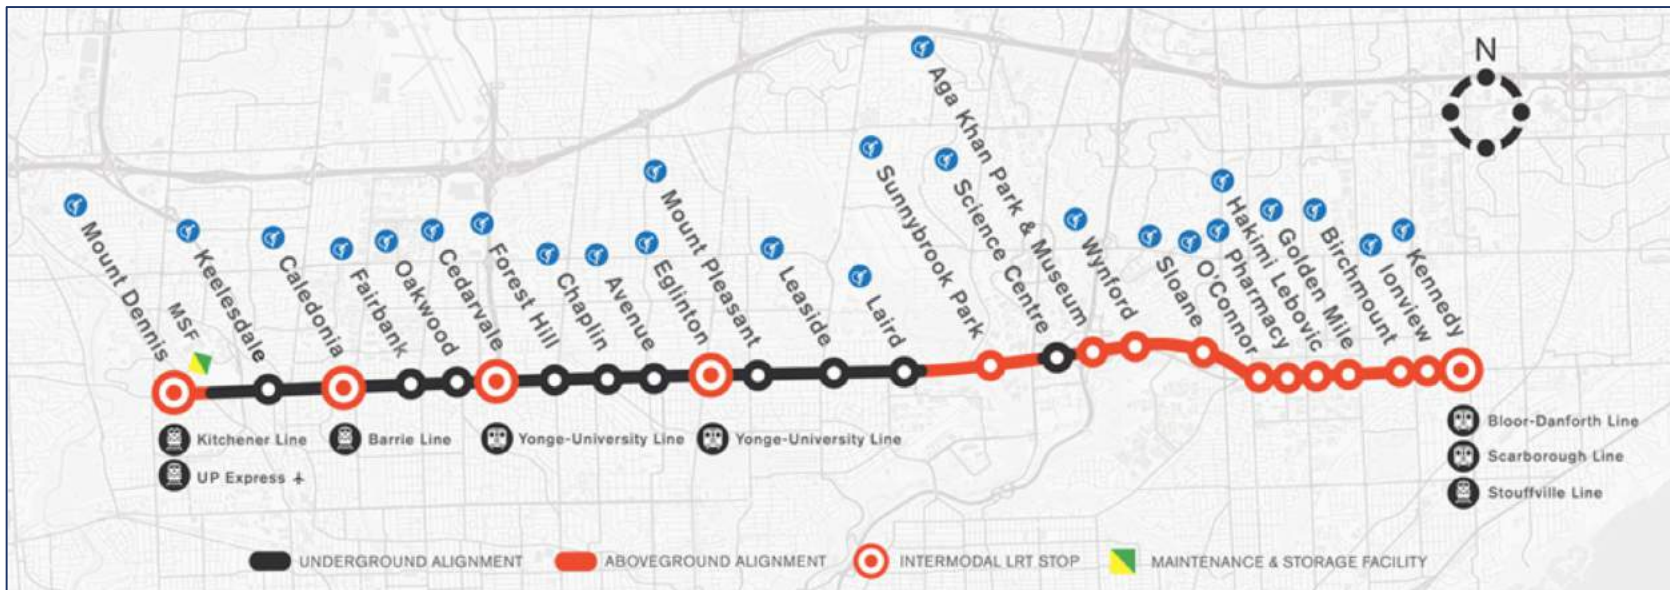 N
Mount Dennis
MSF
Keelesdale
Caledonia
Fairbank
Oakwood
Cedarvale
Forest Hill
Chaplin
Avenue
Eglinton
Mount Pleasant
Leaside
Laird
Sunnybrook Park
Science Centre
Aga Khan Park & Museum
Wynford
Sloane
O'Connor
Pharmacy
Hakimi Lebovic
Golden Mile
Birchmount
Ionview
Kennedy
Kitchener Line
UP Express
Barrie Line
Yonge-University Line
Yonge-University Line
Bloor-Danforth Line
Scarborough Line
Stouffville Line
UNDERGROUND ALIGNMENT
ABOVEGROUND ALIGNMENT
INTERMODAL LRT STOP
MAINTENANCE & STORAGE FACILITY